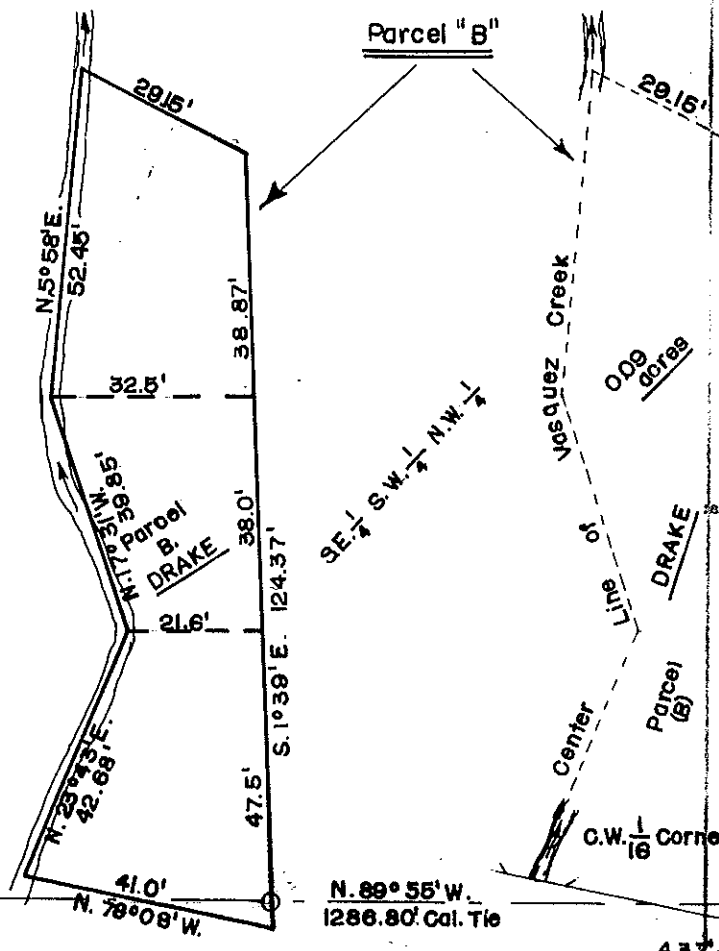 Parcel "B"
29.15'
N.5°58'E.
52.45'
38.87'
32.5'
N.17°31'W.
39.85'
Parcel
B.
DRAKE
38.0'
21.6'
S. 1°39'E. 124.37'
N. 23°43'E.
42.68'
47.5'
41.0'
N. 78°08'W.
N. 89°55'W.
1286.80' Cal. Tie
S.E. 1/4 S.W. 1/4 N.W. 1/4
29.15'
Center Line of Vasquez Creek
0.09
acres
DRAKE
Parcel
(B)
C.W. 1/16 Corne